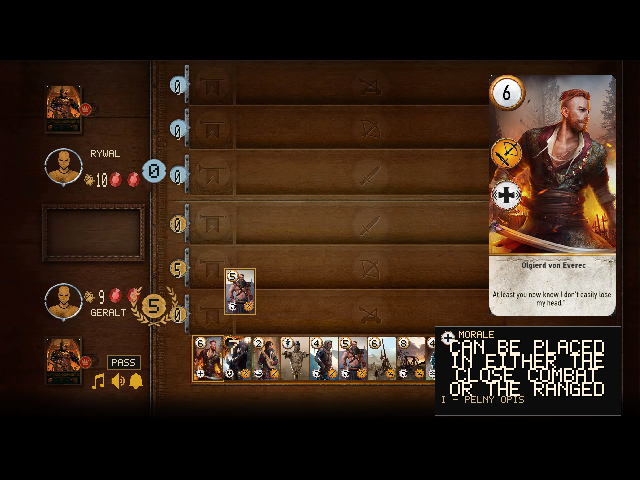 0
6
0
RYWAL
10
0
0
0
5
Olgierd von Everec
At least you now know I don't easily lose
my head."
5
9
5
0
GERALT
PASS
MORALE
CAN BE PLACED
IN EITHER THE
CLOSE COMBAT
OR THE RANGED
I - PELNY OPIS